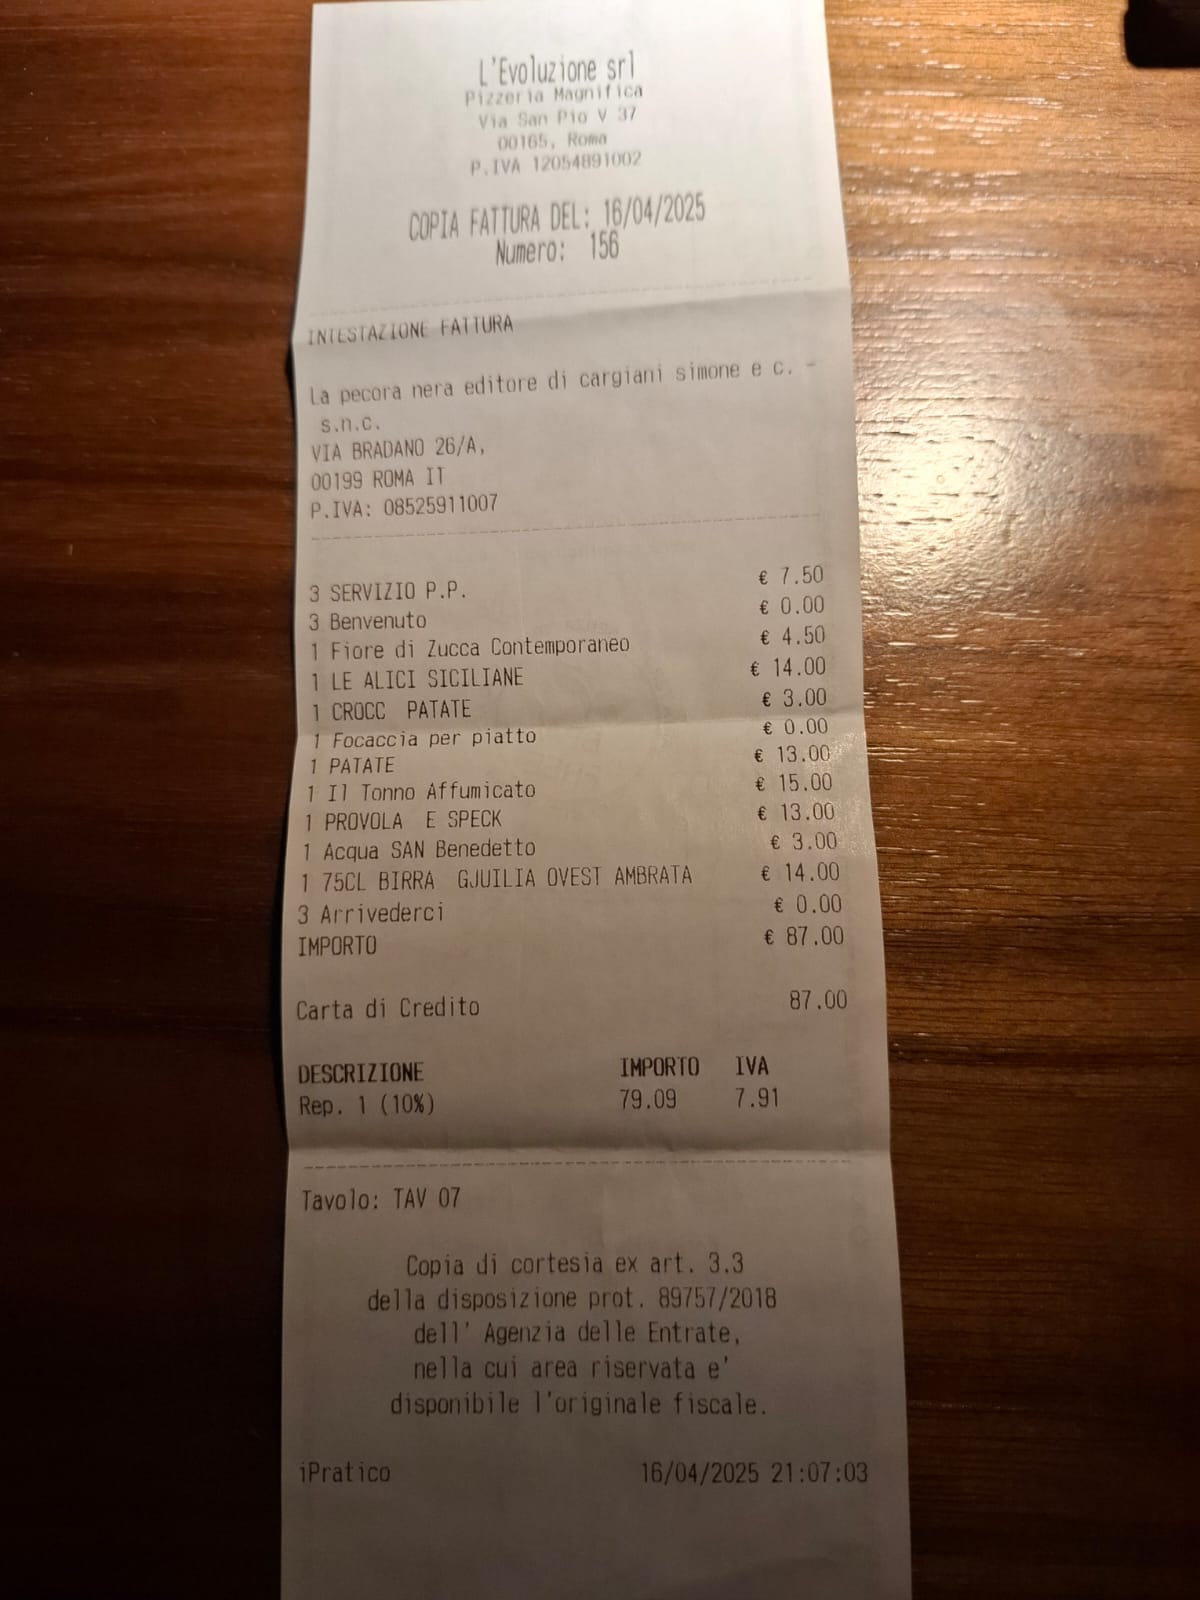 L'Evoluzione srl
Pizzeria Magnifica
Via San Pio V 37
00165, Roma
P.IVA 12054891002
COPIA FATTURA DEL: 16/04/2025
Numero: 156
INTESTAZIONE FATTURA
La pecora nera editore di cargiani simone e c. -
s.n.c.
VIA BRADANO 26/A,
00199 ROMA IT
P.IVA: 08525911007
3 SERVIZIO P.P. € 7.50
3 Benvenuto € 0.00
1 Fiore di Zucca Contemporaneo € 4.50
1 LE ALICI SICILIANE € 14.00
1 CROCC PATATE € 3.00
1 Focaccia per piatto € 0.00
1 PATATE € 13.00
1 Il Tonno Affumicato € 15.00
1 PROVOLA E SPECK € 13.00
1 Acqua SAN Benedetto € 3.00
1 75CL BIRRA GJUILIA OVEST AMBRATA € 14.00
3 Arrivederci € 0.00
IMPORTO € 87.00
Carta di Credito 87.00
DESCRIZIONE IMPORTO IVA
Rep. 1 (10%) 79.09 7.91
Tavolo: TAV 07
Copia di cortesia ex art. 3.3
della disposizione prot. 89757/2018
dell' Agenzia delle Entrate,
nella cui area riservata e'
disponibile l'originale fiscale.
iPratico 16/04/2025 21:07:03